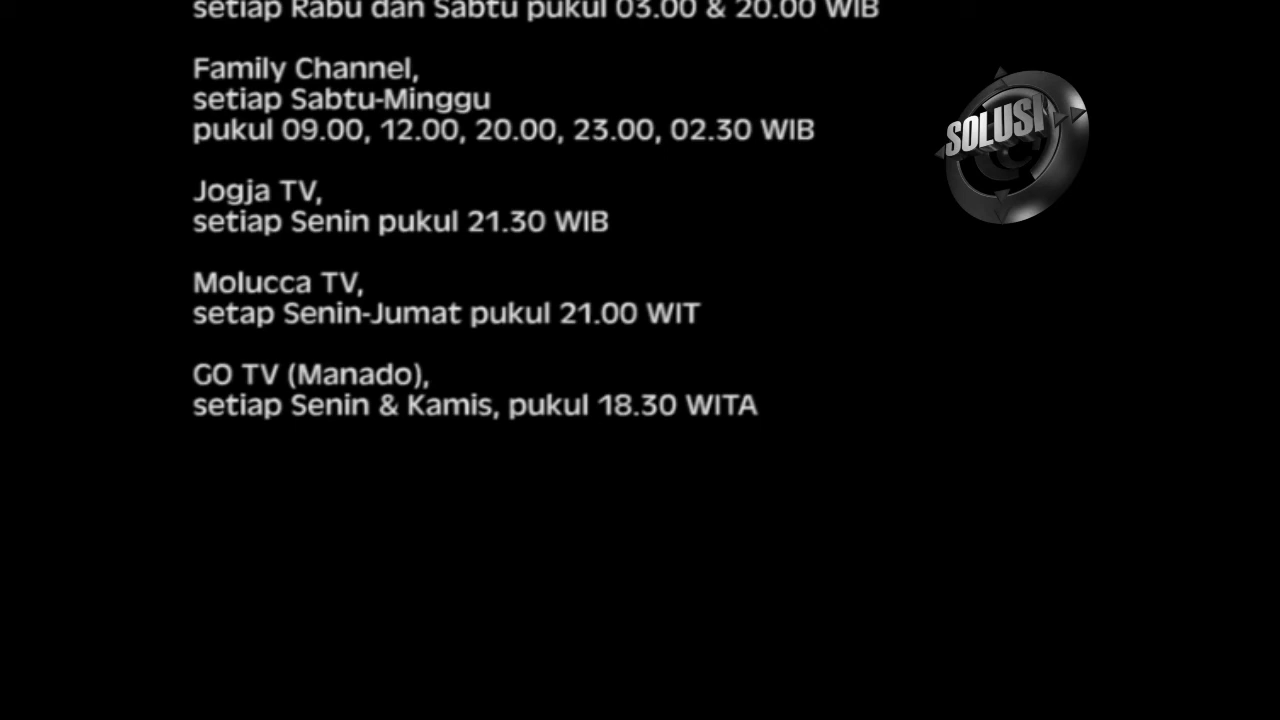 setiap Rabu dan Sabtu pukul 03.00 & 20.00 WIB
Family Channel,
setiap Sabtu-Minggu
pukul 09.00, 12.00, 20.00, 23.00, 02.30 WIB
SOLUSI
Jogja TV,
setiap Senin pukul 21.30 WIB
Molucca TV,
setap Senin-Jumat pukul 21.00 WIT
GO TV (Manado),
setiap Senin & Kamis, pukul 18.30 WITA